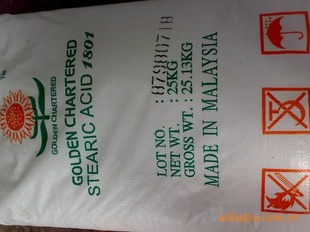 TM
GOLDEN CHARTERED
GOLDEN CHARTERED
STEARIC ACID 1801
LOT NO. :
NET WT. : 25KG
GROSS WT. : 25.13KG
MADE IN MALAYSIA